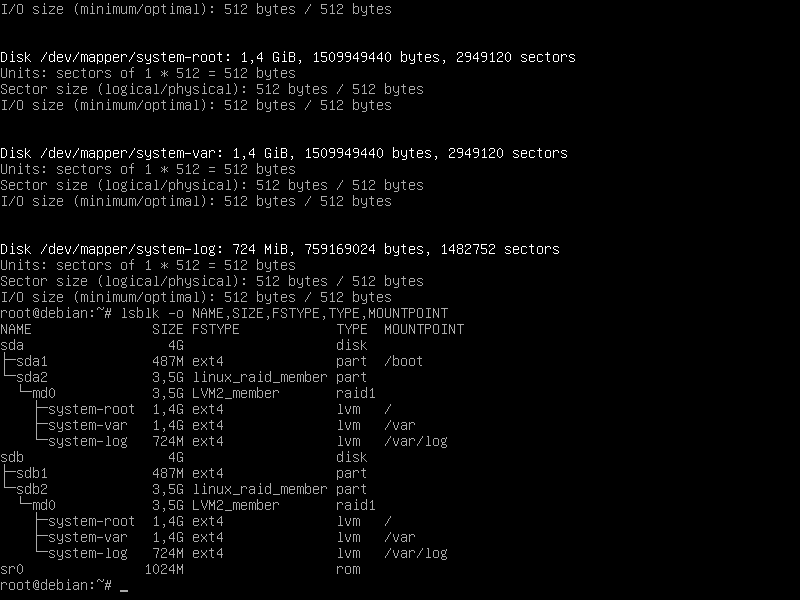 I/O size (minimum/optimal): 512 bytes / 512 bytes
Disk /dev/mapper/system-root: 1,4 GiB, 1509949440 bytes, 2949120 sectors
Units: sectors of 1 * 512 = 512 bytes
Sector size (logical/physical): 512 bytes / 512 bytes
I/O size (minimum/optimal): 512 bytes / 512 bytes
Disk /dev/mapper/system-var: 1,4 GiB, 1509949440 bytes, 2949120 sectors
Units: sectors of 1 * 512 = 512 bytes
Sector size (logical/physical): 512 bytes / 512 bytes
I/O size (minimum/optimal): 512 bytes / 512 bytes
Disk /dev/mapper/system-log: 724 MiB, 759169024 bytes, 1482752 sectors
Units: sectors of 1 * 512 = 512 bytes
Sector size (logical/physical): 512 bytes / 512 bytes
I/O size (minimum/optimal): 512 bytes / 512 bytes
root@debian:~# lsblk -o NAME,SIZE,FSTYPE,TYPE,MOUNTPOINT
NAME                SIZE FSTYPE            TYPE  MOUNTPOINT
sda                   4G                   disk
├─sda1              487M ext4              part  /boot
└─sda2              3,5G linux_raid_member part
  └─md0             3,5G LVM2_member       raid1
    ├─system-root   1,4G ext4              lvm   /
    ├─system-var    1,4G ext4              lvm   /var
    └─system-log    724M ext4              lvm   /var/log
sdb                   4G                   disk
├─sdb1              487M ext4              part
└─sdb2              3,5G linux_raid_member part
  └─md0             3,5G LVM2_member       raid1
    ├─system-root   1,4G ext4              lvm   /
    ├─system-var    1,4G ext4              lvm   /var
    └─system-log    724M ext4              lvm   /var/log
sr0                1024M                   rom
root@debian:~# _